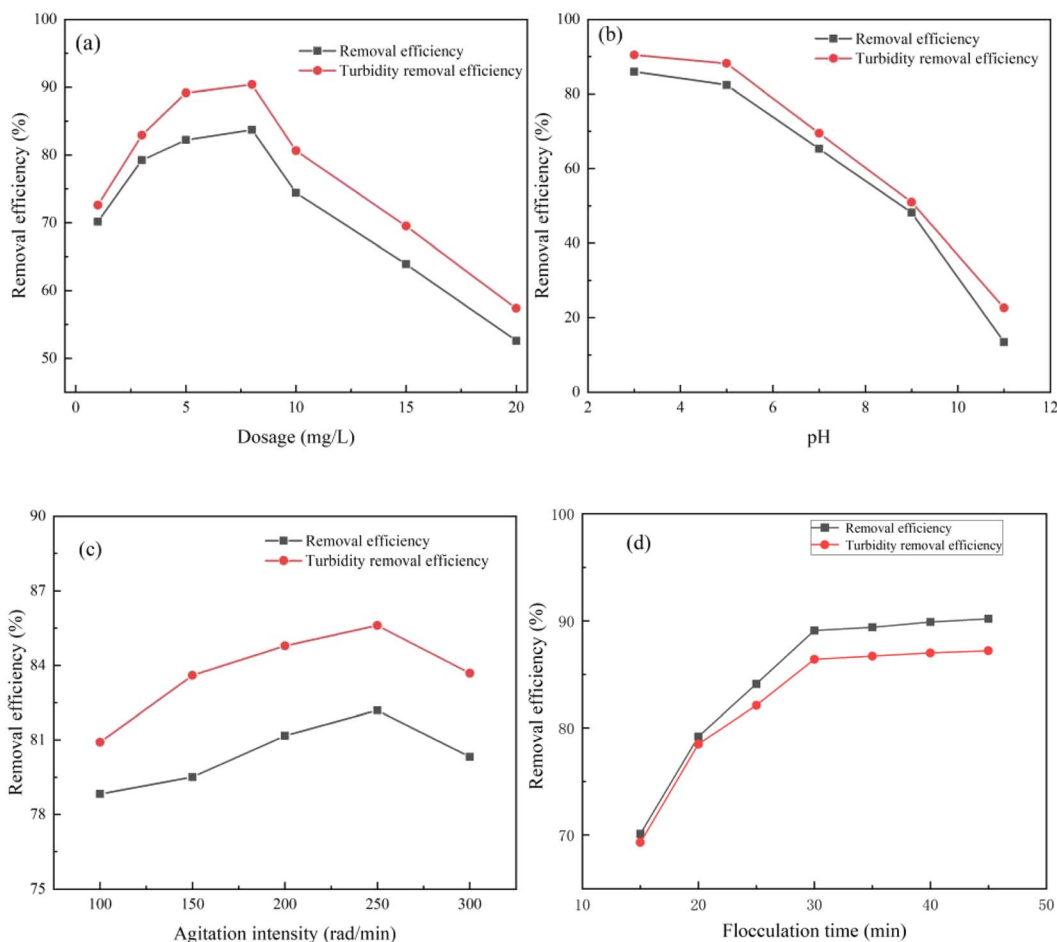 (a)
Removal efficiency
Turbidity removal efficiency
100
90
80
70
60
50
Removal efficiency (%)
0 5 10 15 20
Dosage (mg/L)
(b)
Removal efficiency
Turbidity removal efficiency
100
80
60
40
20
0
Removal efficiency (%)
2 4 6 8 10 12
pH
(c)
Removal efficiency
Turbidity removal efficiency
90
87
84
81
78
75
Removal efficiency (%)
100 150 200 250 300
Agitation intensity (rad/min)
(d)
Removal efficiency
Turbidity removal efficiency
100
90
80
70
Removal efficiency (%)
10 20 30 40 50
Flocculation time (min)